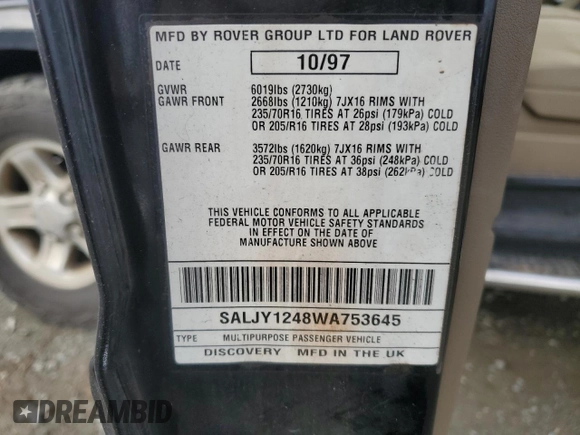 MFD BY ROVER GROUP LTD FOR LAND ROVER
DATE 10/97
GVWR 6019lbs (2730kg)
GAWR FRONT 2668lbs (1210kg) 7JX16 RIMS WITH
235/70R16 TIRES AT 26psi (179kPa) COLD
OR 205/R16 TIRES AT 28psi (193kPa) COLD
GAWR REAR 3572lbs (1620kg) 7JX16 RIMS WITH
235/70R16 TIRES AT 36psi (248kPa) COLD
OR 205/R16 TIRES AT 38psi (262kPa) COLD
THIS VEHICLE CONFORMS TO ALL APPLICABLE
FEDERAL MOTOR VEHICLE SAFETY STANDARDS
IN EFFECT ON THE DATE OF
MANUFACTURE SHOWN ABOVE
SALJY1248WA753645
TYPE MULTIPURPOSE PASSENGER VEHICLE
DISCOVERY MFD IN THE UK
DREAMBID